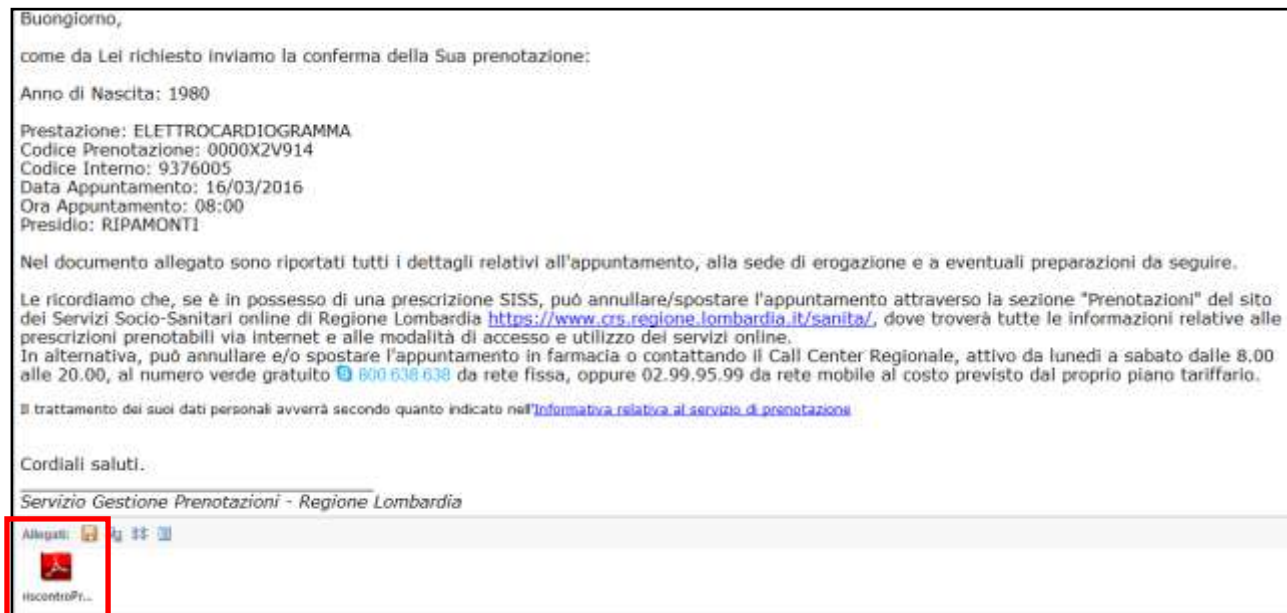 Buongiorno,
come da Lei richiesto inviamo la conferma della Sua prenotazione:
Anno di Nascita: 1980
Prestazione: ELETTROCARDIOGRAMMA
Codice Prenotazione: 0000X2V914
Codice Interno: 9376005
Data Appuntamento: 16/03/2016
Ora Appuntamento: 08:00
Presidio: RIPAMONTI
Nel documento allegato sono riportati tutti i dettagli relativi all'appuntamento, alla sede di erogazione e a eventuali preparazioni da seguire.
Le ricordiamo che, se è in possesso di una prescrizione SISS, può annullare/spostare l'appuntamento attraverso la sezione "Prenotazioni" del sito
dei Servizi Socio-Sanitari online di Regione Lombardia https://www.crs.regione.lombardia.it/sanita/, dove troverà tutte le informazioni relative alle
prescrizioni prenotabili via internet e alle modalità di accesso e utilizzo dei servizi online.
In alternativa, può annullare e/o spostare l'appuntamento in farmacia o contattando il Call Center Regionale, attivo da lunedì a sabato dalle 8.00
alle 20.00, al numero verde gratuito 800.638.638 da rete fissa, oppure 02.99.95.99 da rete mobile al costo previsto dal proprio piano tariffario.
Il trattamento dei suoi dati personali avverrà secondo quanto indicato nell'Informativa relativa al servizio di prenotazione
Cordiali saluti.
Servizio Gestione Prenotazioni - Regione Lombardia
Allegati:
riscontroPr...